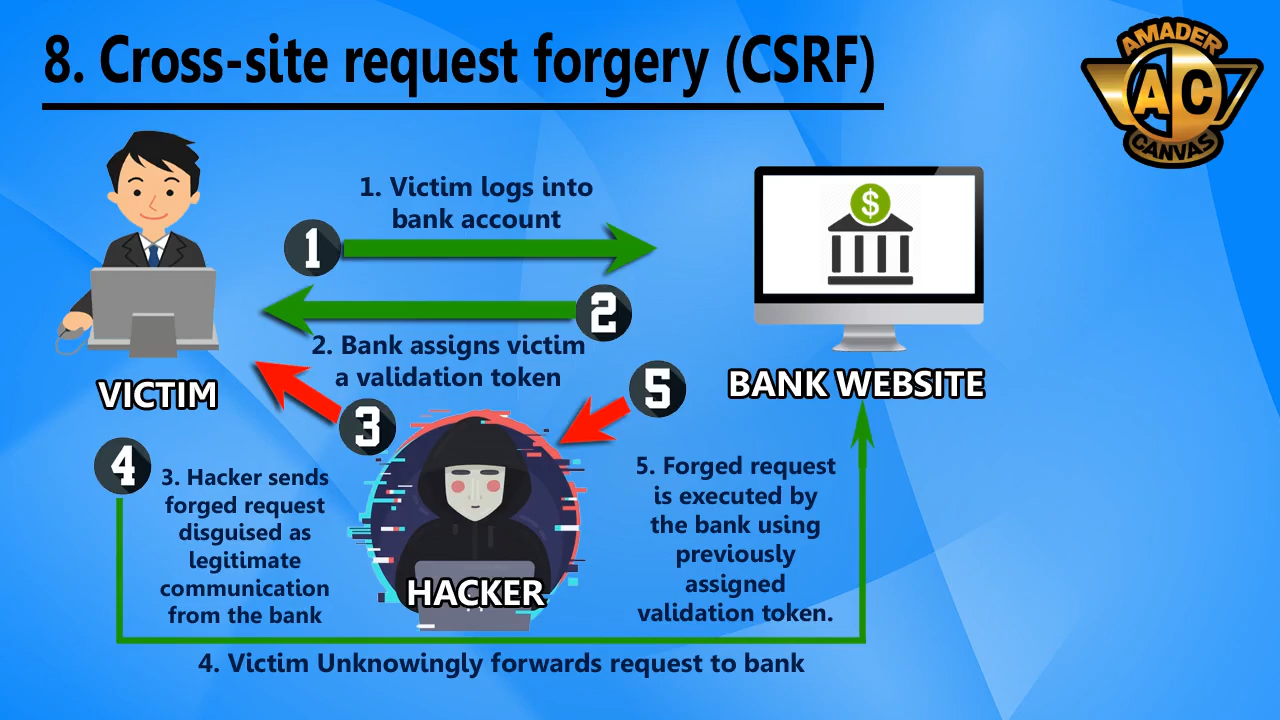 8. Cross-site request forgery (CSRF)
AMADER
AC
CANVAS
1. Victim logs into
bank account
1
$
2
2. Bank assigns victim
a validation token
VICTIM
BANK WEBSITE
3
5
4
3. Hacker sends
forged request
disguised as
legitimate
communication
from the bank
HACKER
5. Forged request
is executed by
the bank using
previously
assigned
validation token.
4. Victim Unknowingly forwards request to bank